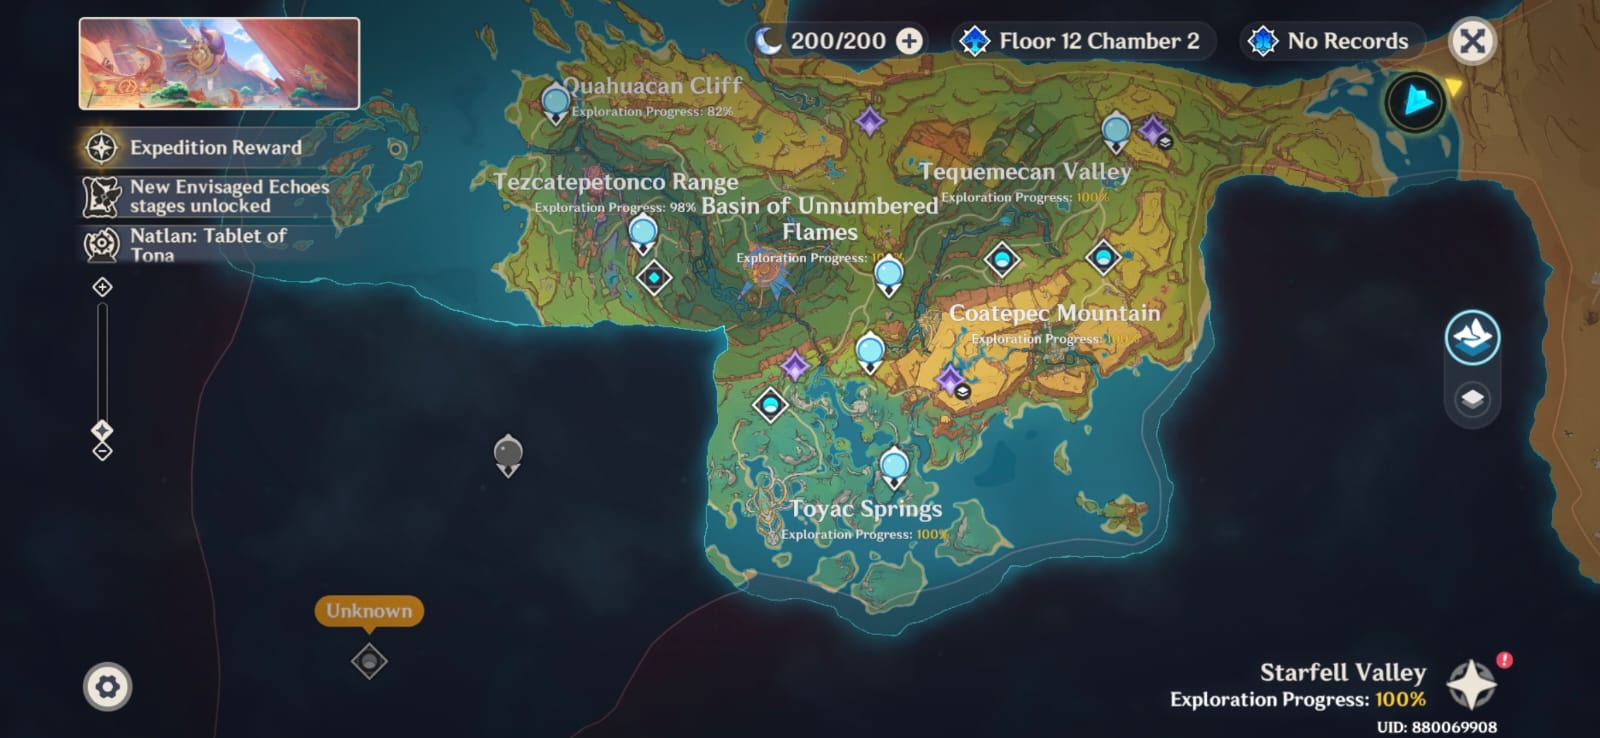 200/200
Floor 12 Chamber 2
No Records
Quahuacan Cliff
Exploration Progress: 82%
Expedition Reward
New Envisaged Echoes
stages unlocked
Natlan: Tablet of
Tona
Tezcatepetonco Range
Exploration Progress: 98%
Tequemecan Valley
Exploration Progress: 100%
Basin of Unnumbered
Flames
Exploration Progress:
Coatepec Mountain
Exploration Progress: 100%
Toyac Springs
Exploration Progress: 100%
Unknown
Starfell Valley
Exploration Progress: 100%
UID: 880069908